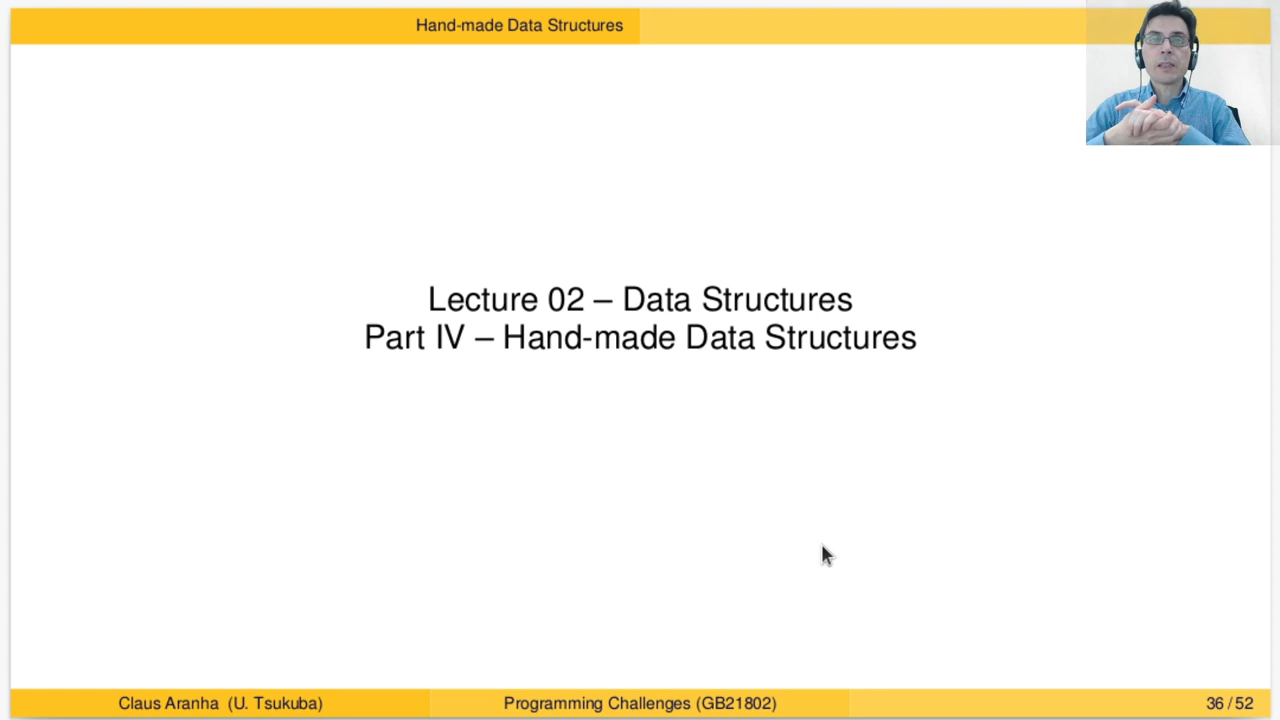 Hand-made Data Structures
Lecture 02 – Data Structures
Part IV – Hand-made Data Structures
Claus Aranha (U. Tsukuba)
Programming Challenges (GB21802)
36 / 52